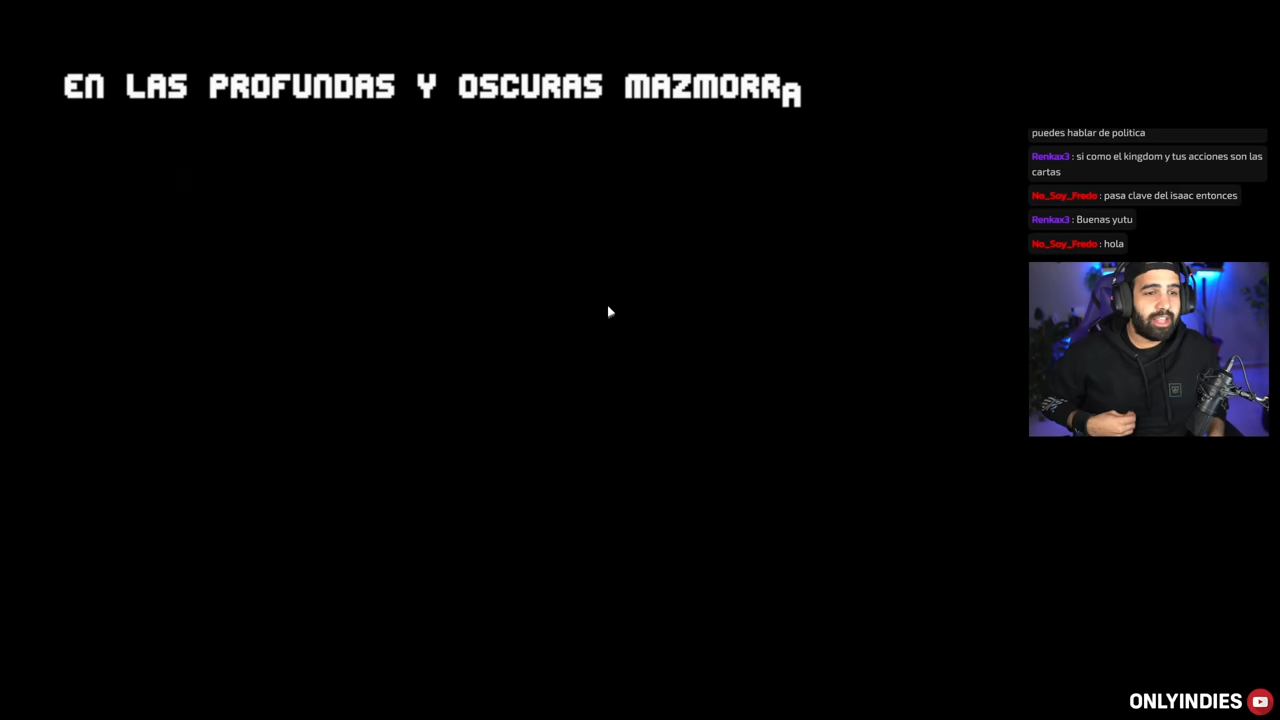 EN LAS PROFUNDAS Y OSCURAS MAZMORRA
puedes hablar de politica
Renkax3 : si como el kingdom y tus acciones son las
cartas
No_Soy_Fredo : pasa clave del isaac entonces
Renkax3 : Buenas yutu
No_Soy_Fredo : hola
ONLYINDIES